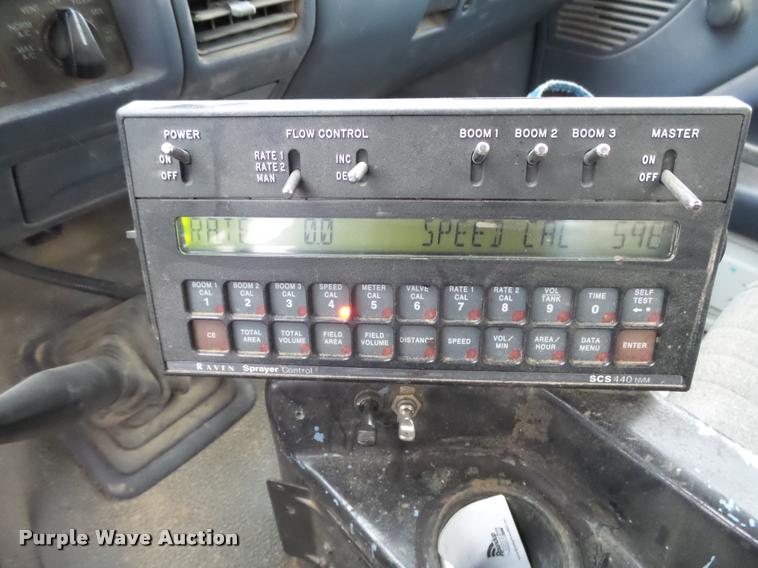 VENT
NORM A/C
MAX A/C
POWER FLOW CONTROL BOOM 1 BOOM 2 BOOM 3 MASTER
ON RATE 1 INC ON
OFF RATE 2 DEC OFF
MAN
RATE 0.0 SPEED CAL 598
BOOM 1 CAL 1 BOOM 2 CAL 2 BOOM 3 CAL 3 SPEED CAL 4 METER CAL 5 VALVE CAL 6 RATE 1 CAL 7 RATE 2 CAL 8 VOL TANK 9 TIME 0 SELF TEST ←*
CE TOTAL AREA TOTAL VOLUME FIELD AREA FIELD VOLUME DISTANCE SPEED VOL/MIN AREA/HOUR DATA MENU ENTER
RAVEN Sprayer Control SCS 440 NVM
Purple Wave Auction